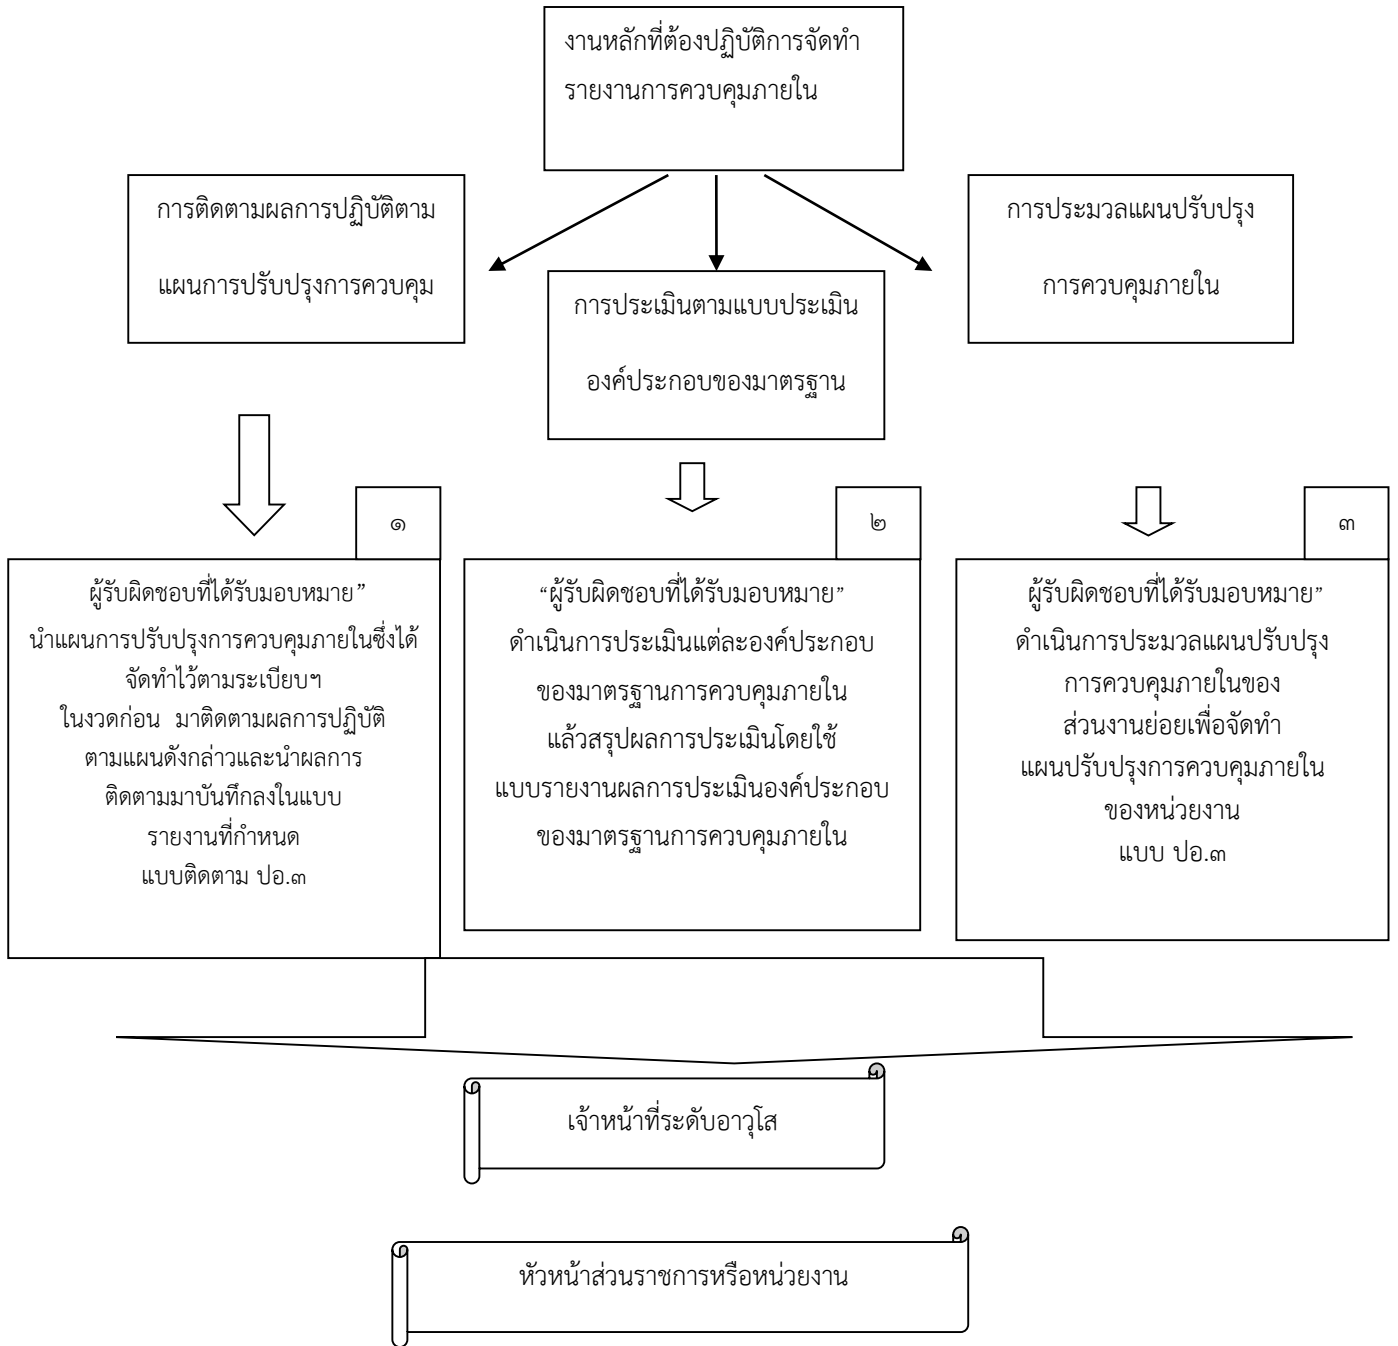 งานหลักที่ต้องปฏิบัติการจัดทำ
รายงานการควบคุมภายใน
การติดตามผลการปฏิบัติตาม
แผนการปรับปรุงการควบคุม
การประเมินตามแบบประเมิน
องค์ประกอบของมาตรฐาน
การประมวลแผนปรับปรุง
การควบคุมภายใน
๑
ผู้รับผิดชอบที่ได้รับมอบหมาย”
นำแผนการปรับปรุงการควบคุมภายในซึ่งได้
จัดทำไว้ตามระเบียบฯ
ในงวดก่อน มาติดตามผลการปฏิบัติ
ตามแผนดังกล่าวและนำผลการ
ติดตามมาบันทึกลงในแบบ
รายงานที่กำหนด
แบบติดตาม ปอ.๓
๒
“ผู้รับผิดชอบที่ได้รับมอบหมาย”
ดำเนินการประเมินแต่ละองค์ประกอบ
ของมาตรฐานการควบคุมภายใน
แล้วสรุปผลการประเมินโดยใช้
แบบรายงานผลการประเมินองค์ประกอบ
ของมาตรฐานการควบคุมภายใน
๓
ผู้รับผิดชอบที่ได้รับมอบหมาย”
ดำเนินการประมวลแผนปรับปรุง
การควบคุมภายในของ
ส่วนงานย่อยเพื่อจัดทำ
แผนปรับปรุงการควบคุมภายใน
ของหน่วยงาน
แบบ ปอ.๓
เจ้าหน้าที่ระดับอาวุโส
หัวหน้าส่วนราชการหรือหน่วยงาน